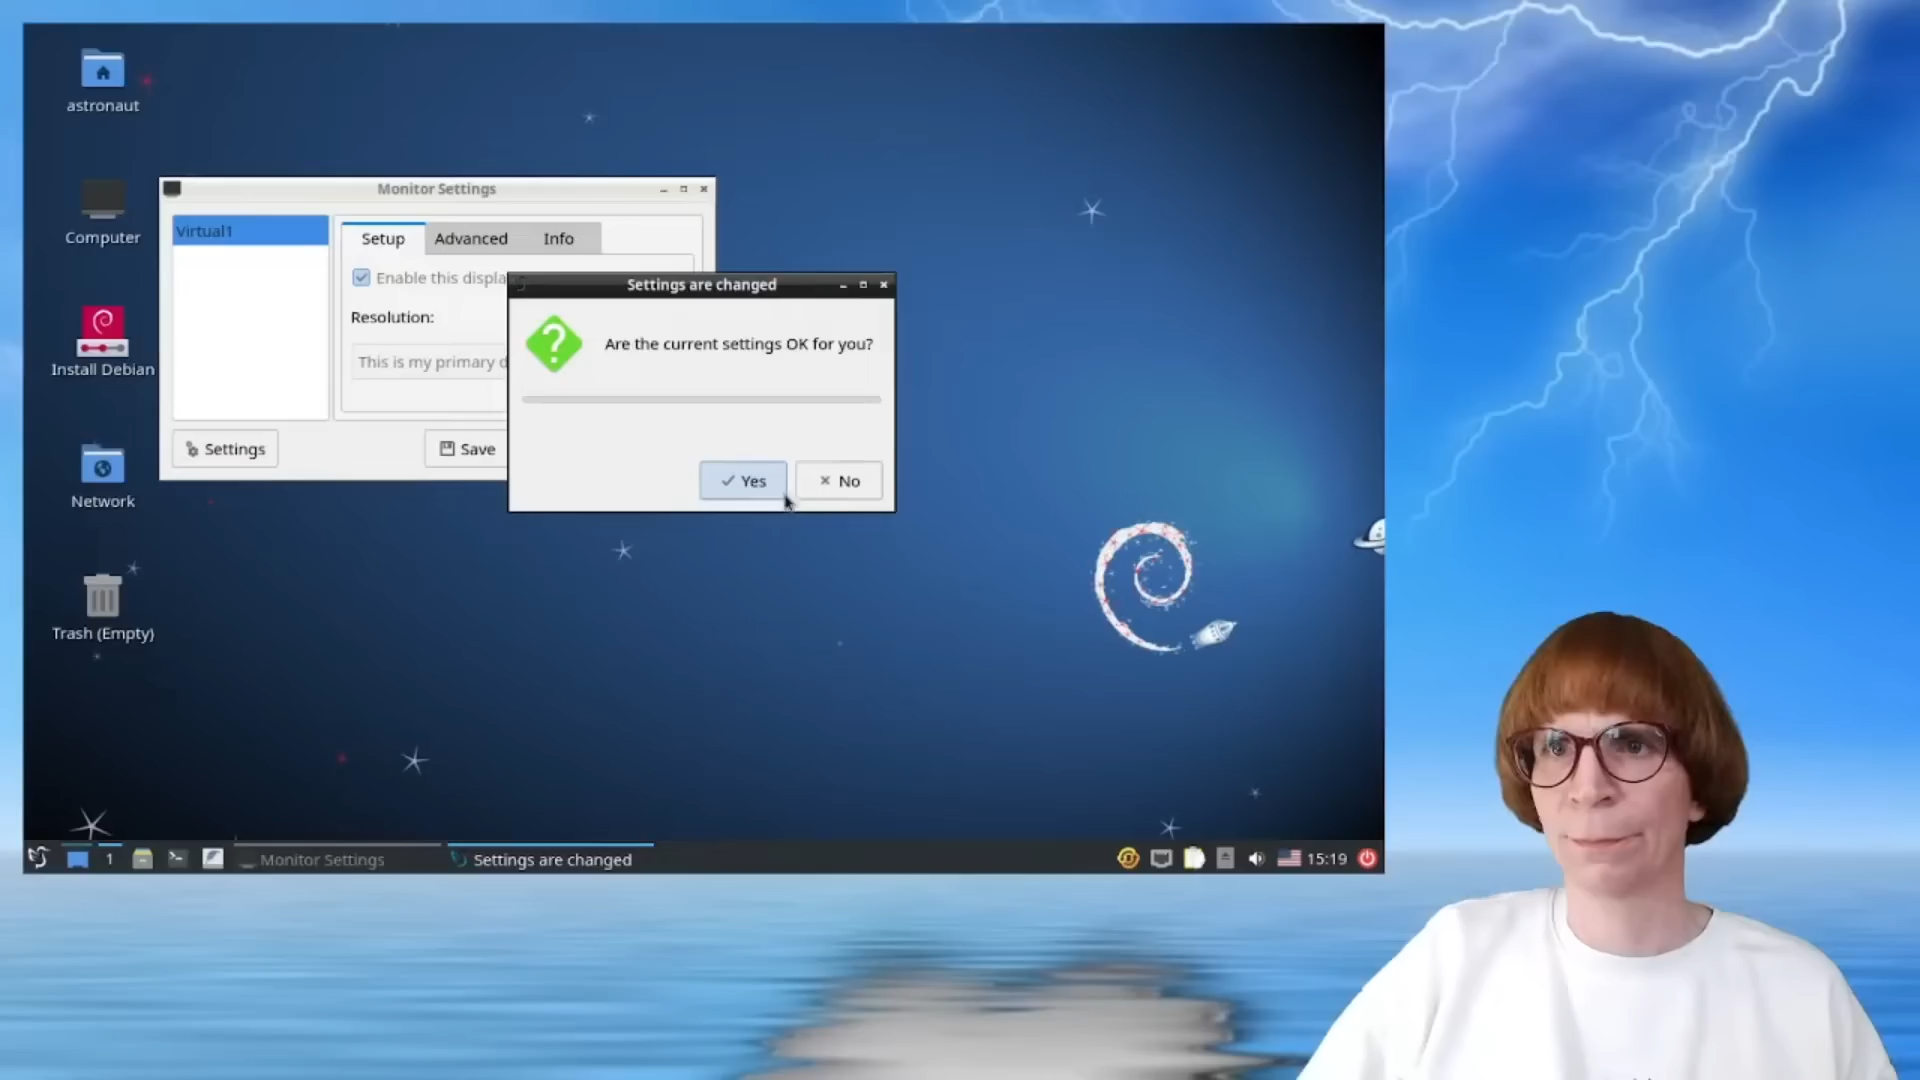 astronaut
Computer
Install Debian
Network
Trash (Empty)
Monitor Settings
Virtual1
Setup
Advanced
Info
Enable this displa
Resolution:
This is my primary d
Settings
Save
Settings are changed
Are the current settings OK for you?
Yes
No
1
Monitor Settings
Settings are changed
15:19